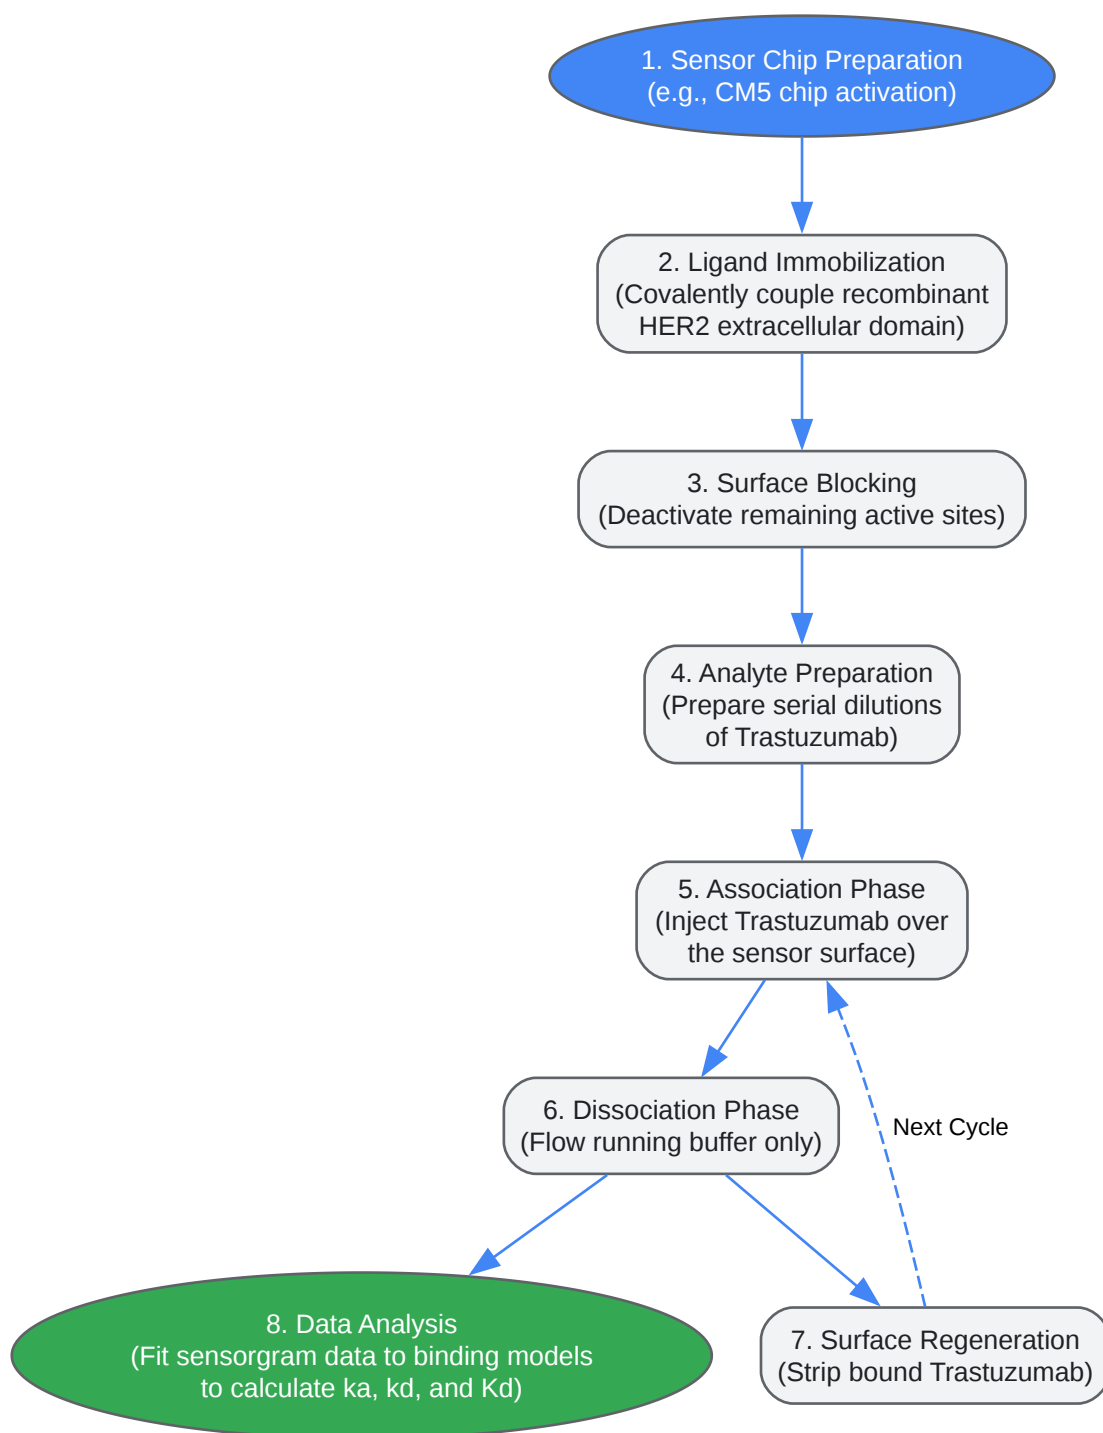 1. Sensor Chip Preparation
(e.g., CM5 chip activation)
2. Ligand Immobilization
(Covalently couple recombinant
HER2 extracellular domain)
3. Surface Blocking
(Deactivate remaining active sites)
4. Analyte Preparation
(Prepare serial dilutions
of Trastuzumab)
5. Association Phase
(Inject Trastuzumab over
the sensor surface)
6. Dissociation Phase
(Flow running buffer only)
Next Cycle
8. Data Analysis
(Fit sensorgram data to binding models
to calculate ka, kd, and Kd)
7. Surface Regeneration
(Strip bound Trastuzumab)